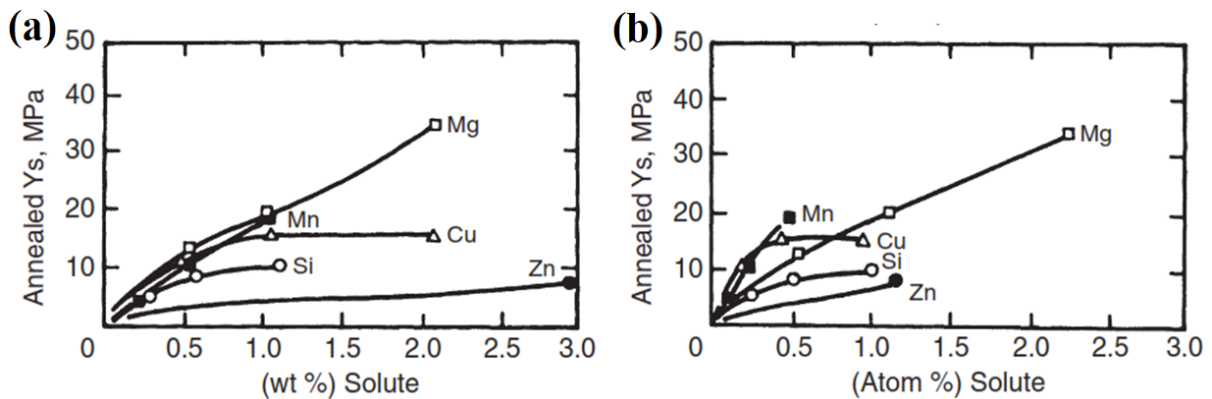 (a)
Annealed Ys, MPa
50
40
30
20
10
Mg
Mn
Cu
Si
Zn
0 0.5 1.0 1.5 2.0 2.5 3.0
(wt %) Solute
(b)
Annealed Ys, MPa
50
40
30
20
10
Mg
Mn
Cu
Si
Zn
0 0.5 1.0 1.5 2.0 2.5 3.0
(Atom %) Solute